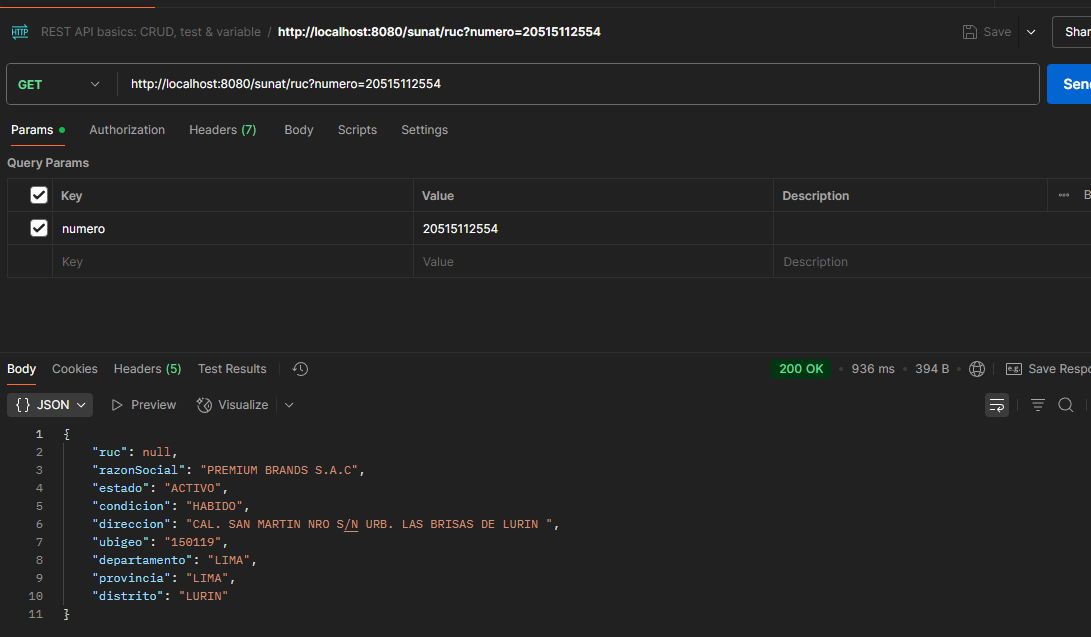 HTTP REST API basics: CRUD, test & variable / http://localhost:8080/sunat/ruc?numero=20515112554 Save Shar
GET http://localhost:8080/sunat/ruc?numero=20515112554 Sen
Params Authorization Headers (7) Body Scripts Settings
Query Params
Key Value Description ••• B
numero 20515112554
Key Value Description
Body Cookies Headers (5) Test Results 200 OK • 936 ms • 394 B • e.g. Save Respo
{} JSON Preview Visualize
1 {
2 "ruc": null,
3 "razonSocial": "PREMIUM BRANDS S.A.C",
4 "estado": "ACTIVO",
5 "condicion": "HABIDO",
6 "direccion": "CAL. SAN MARTIN NRO S/N URB. LAS BRISAS DE LURIN ",
7 "ubigeo": "150119",
8 "departamento": "LIMA",
9 "provincia": "LIMA",
10 "distrito": "LURIN"
11 }